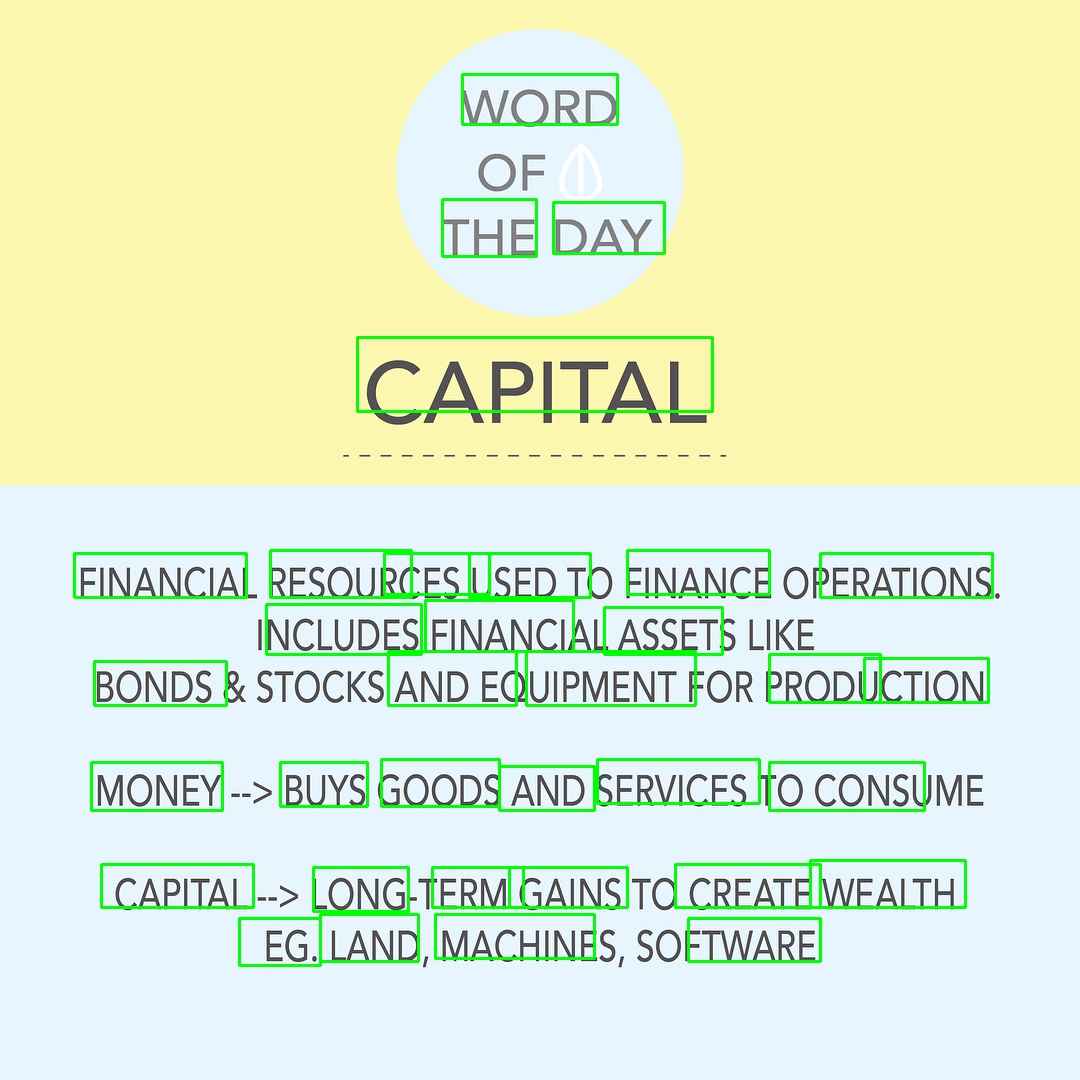 WORD
OF
THE DAY
CAPITAL
FINANCIAL RESOURCES USED TO FINANCE OPERATIONS.
INCLUDES FINANCIAL ASSETS LIKE
BONDS & STOCKS AND EQUIPMENT FOR PRODUCTION
MONEY --> BUYS GOODS AND SERVICES TO CONSUME
CAPITAL --> LONG-TERM GAINS TO CREATE WEALTH
EG. LAND, MACHINES, SOFTWARE